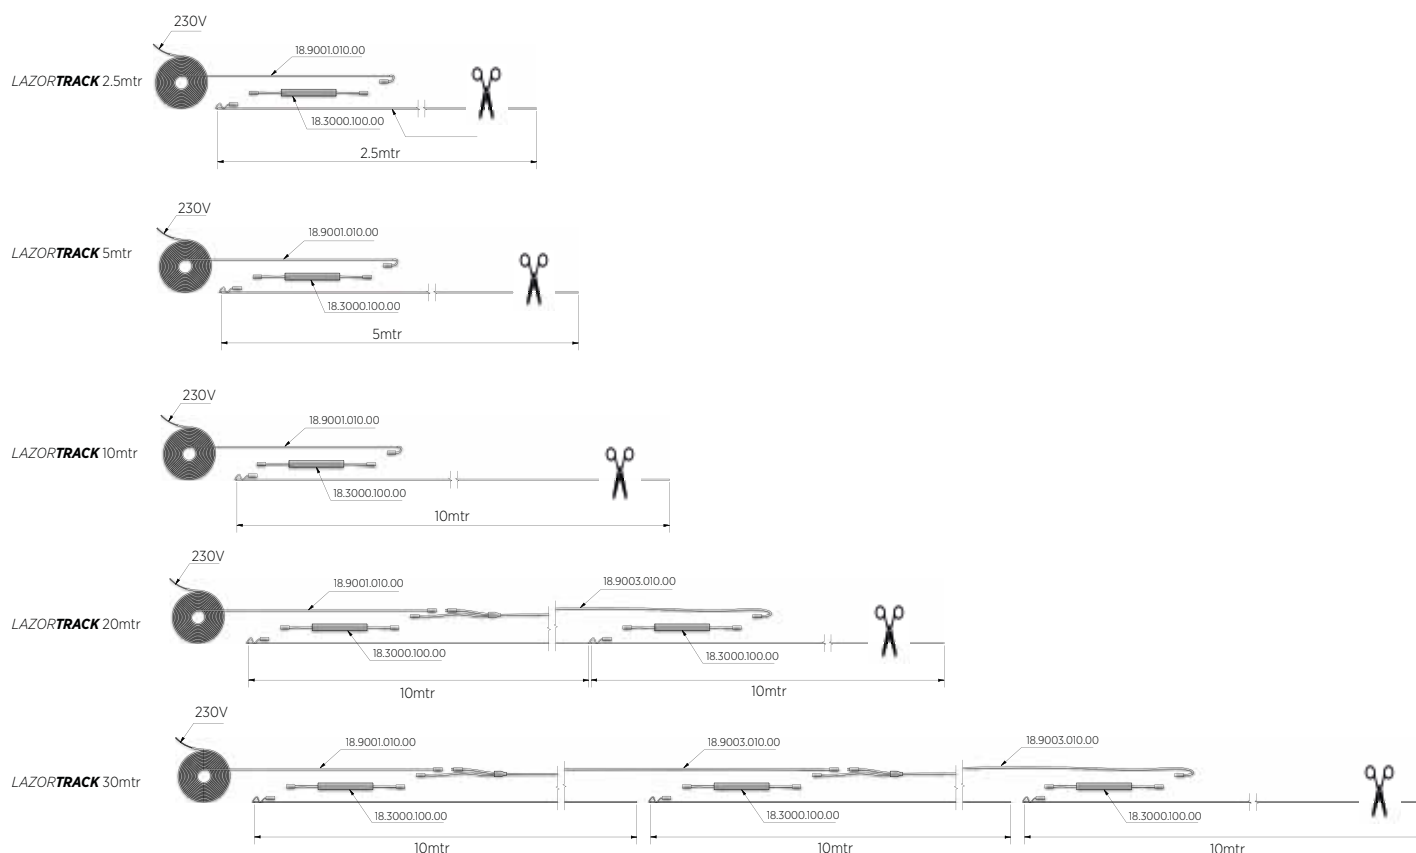 230V
18.9001.010.00
LAZORTRACK 2.5mtr
18.3000.100.00
2.5mtr
230V
18.9001.010.00
LAZORTRACK 5mtr
18.3000.100.00
5mtr
230V
18.9001.010.00
LAZORTRACK 10mtr
18.3000.100.00
10mtr
230V
18.9001.010.00 18.9003.010.00
LAZORTRACK 20mtr
18.3000.100.00 18.3000.100.00
10mtr 10mtr
230V
18.9001.010.00 18.9003.010.00 18.9003.010.00
LAZORTRACK 30mtr
18.3000.100.00 18.3000.100.00 18.3000.100.00
10mtr 10mtr 10mtr